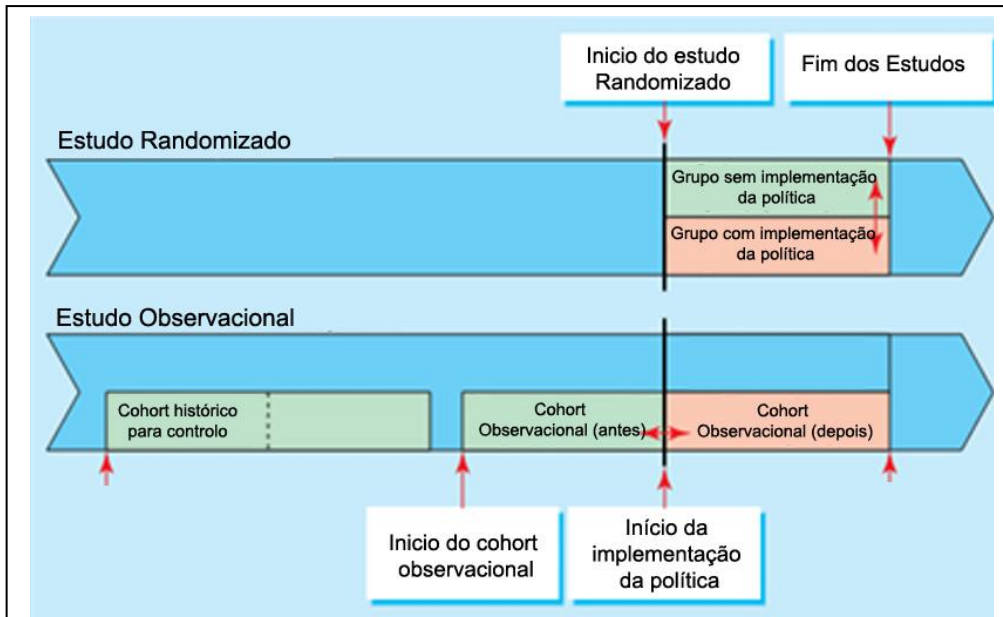 Inicio do estudo
Randomizado
Fim dos Estudos
Estudo Randomizado
Grupo sem implementação
da política
Grupo com implementação
da política
Estudo Observacional
Cohort histórico
para controlo
Cohort
Observacional (antes)
Cohort
Observacional (depois)
Inicio do cohort
observacional
Início da
implementação
da política